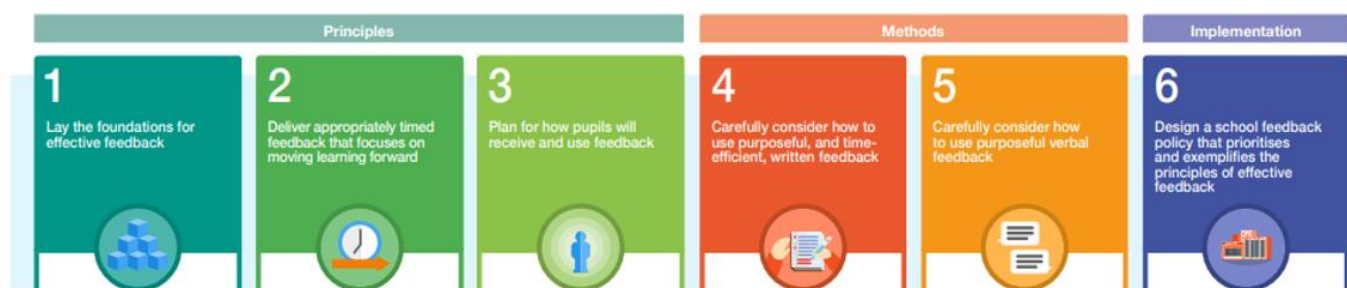 Principles
Methods
Implementation
1
Lay the foundations for
effective feedback
2
Deliver appropriately timed
feedback that focuses on
moving learning forward
3
Plan for how pupils will
receive and use feedback
4
Carefully consider how to
use purposeful, and time-
efficient, written feedback
5
Carefully consider how
to use purposeful verbal
feedback
6
Design a school feedback
policy that prioritises
and exemplifies the
principles of effective
feedback